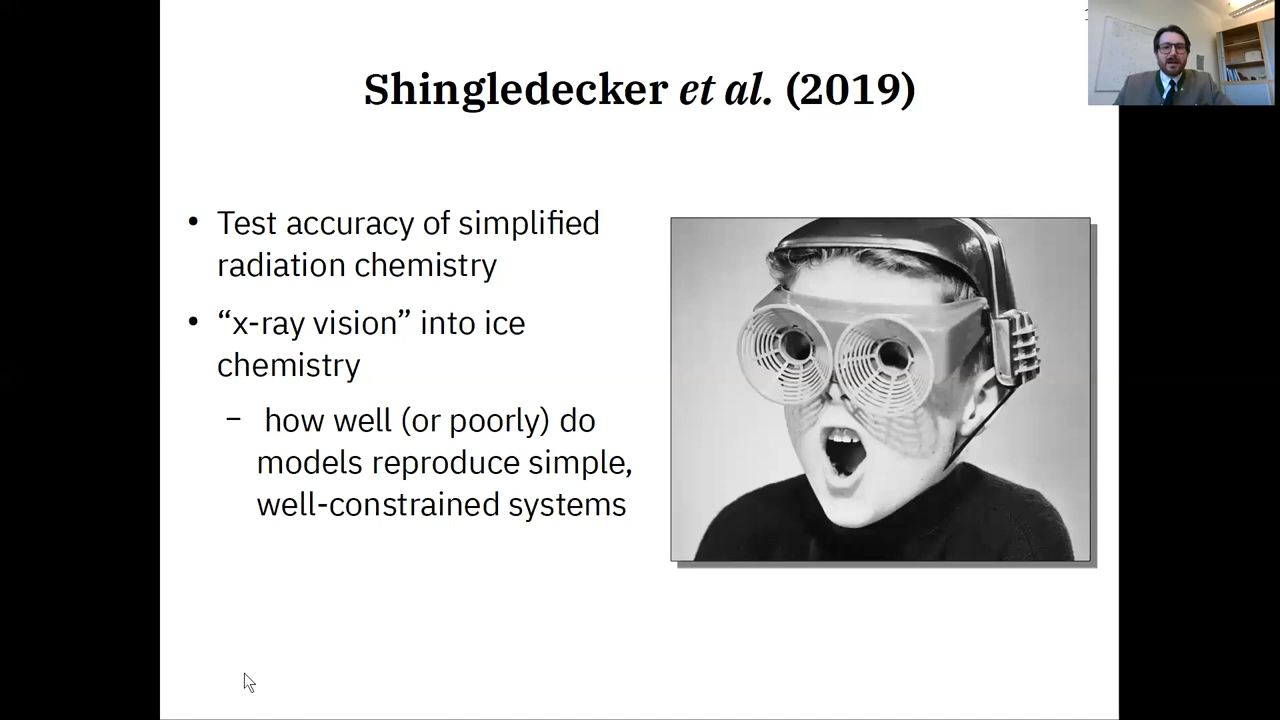 Shingledecker et al. (2019)
• Test accuracy of simplified
radiation chemistry
• “x-ray vision” into ice
chemistry
– how well (or poorly) do
models reproduce simple,
well-constrained systems